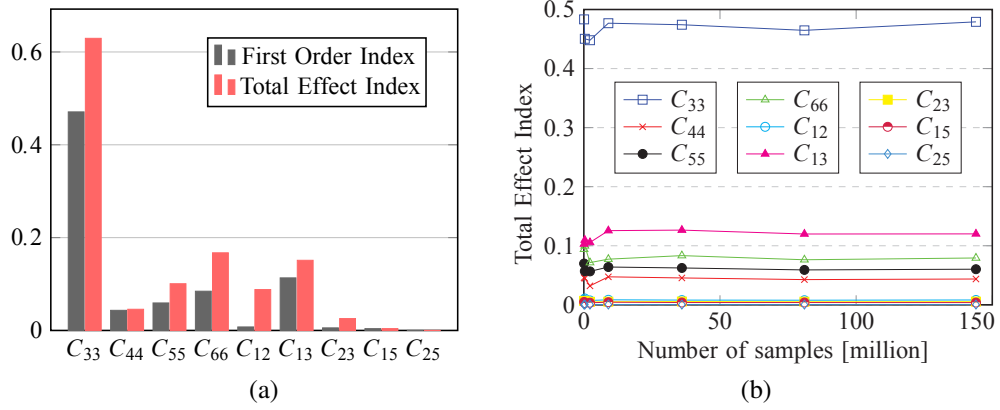 0.6
0.4
0.2
0
First Order Index
Total Effect Index
C33 C44 C55 C66 C12 C13 C23 C15 C25
(a)
Total Effect Index
0.5
0.4
0.3
0.2
0.1
0
C33 C66 C23
C44 C12 C15
C55 C13 C25
0 50 100 150
Number of samples [million]
(b)